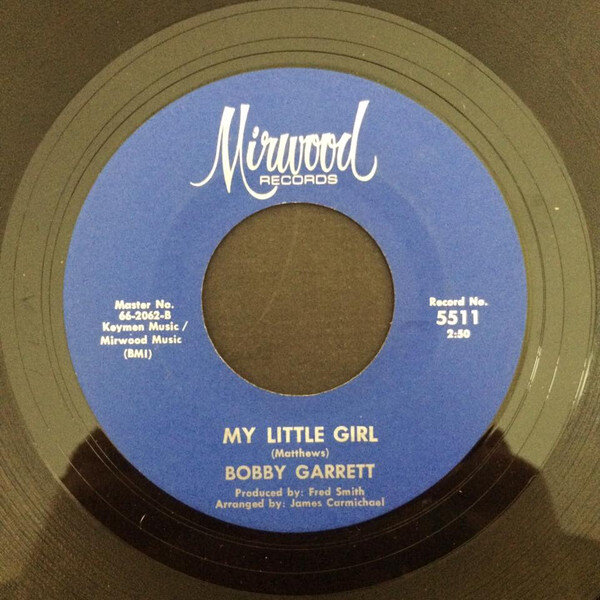 Mirwood
RECORDS
Master No.
66-2062-B
Keymen Music /
Mirwood Music
(BMI)
Record No.
5511
2:50
MY LITTLE GIRL
(Matthews)
BOBBY GARRETT
Produced by: Fred Smith
Arranged by: James Carmichael